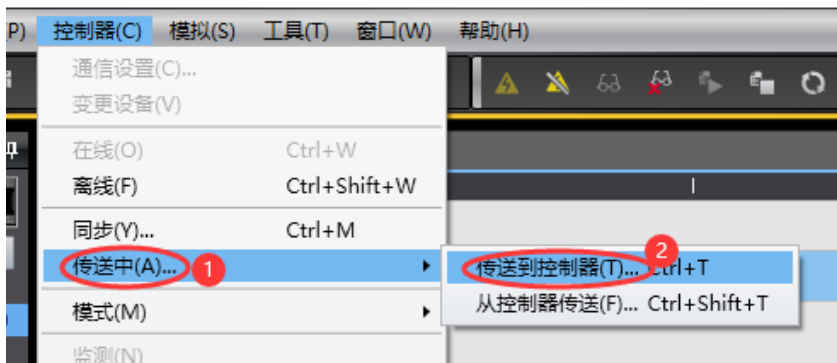 P) 控制器(C) 模拟(S) 工具(T) 窗口(W) 帮助(H)
通信设置(C)...
变更设备(V)
在线(O) Ctrl+W
离线(F) Ctrl+Shift+W
同步(Y)... Ctrl+M
传送中(A)... 1
2
传送到控制器(T)... Ctrl+T
从控制器传送(F)... Ctrl+Shift+T
模式(M)
监测(N)